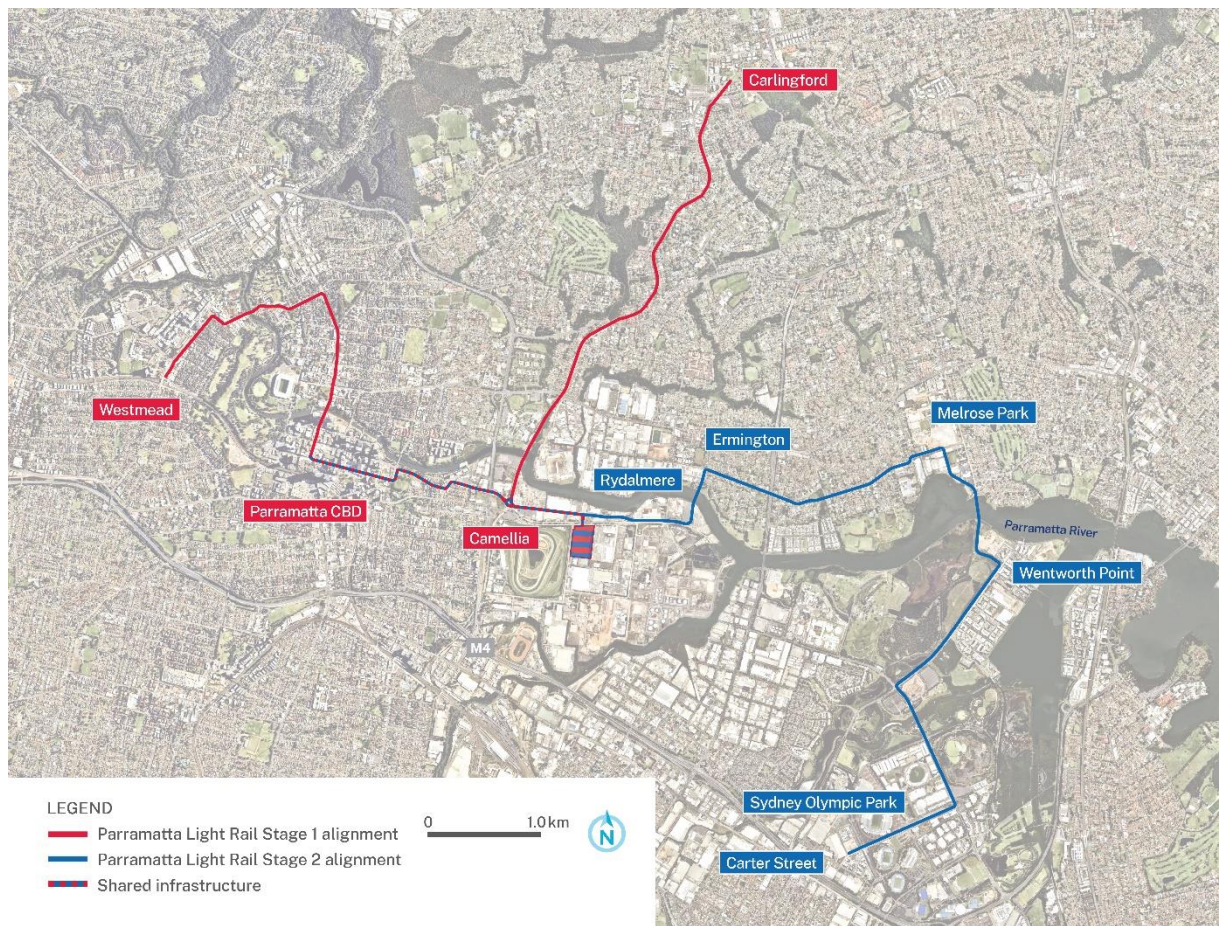 Carlingford
Westmead
Melrose Park
Ermington
Rydalmere
Parramatta CBD
Camellia
Parramatta River
Wentworth Point
M4
Sydney Olympic Park
Carter Street
LEGEND
Parramatta Light Rail Stage 1 alignment
Parramatta Light Rail Stage 2 alignment
Shared infrastructure
0 1.0 km
N